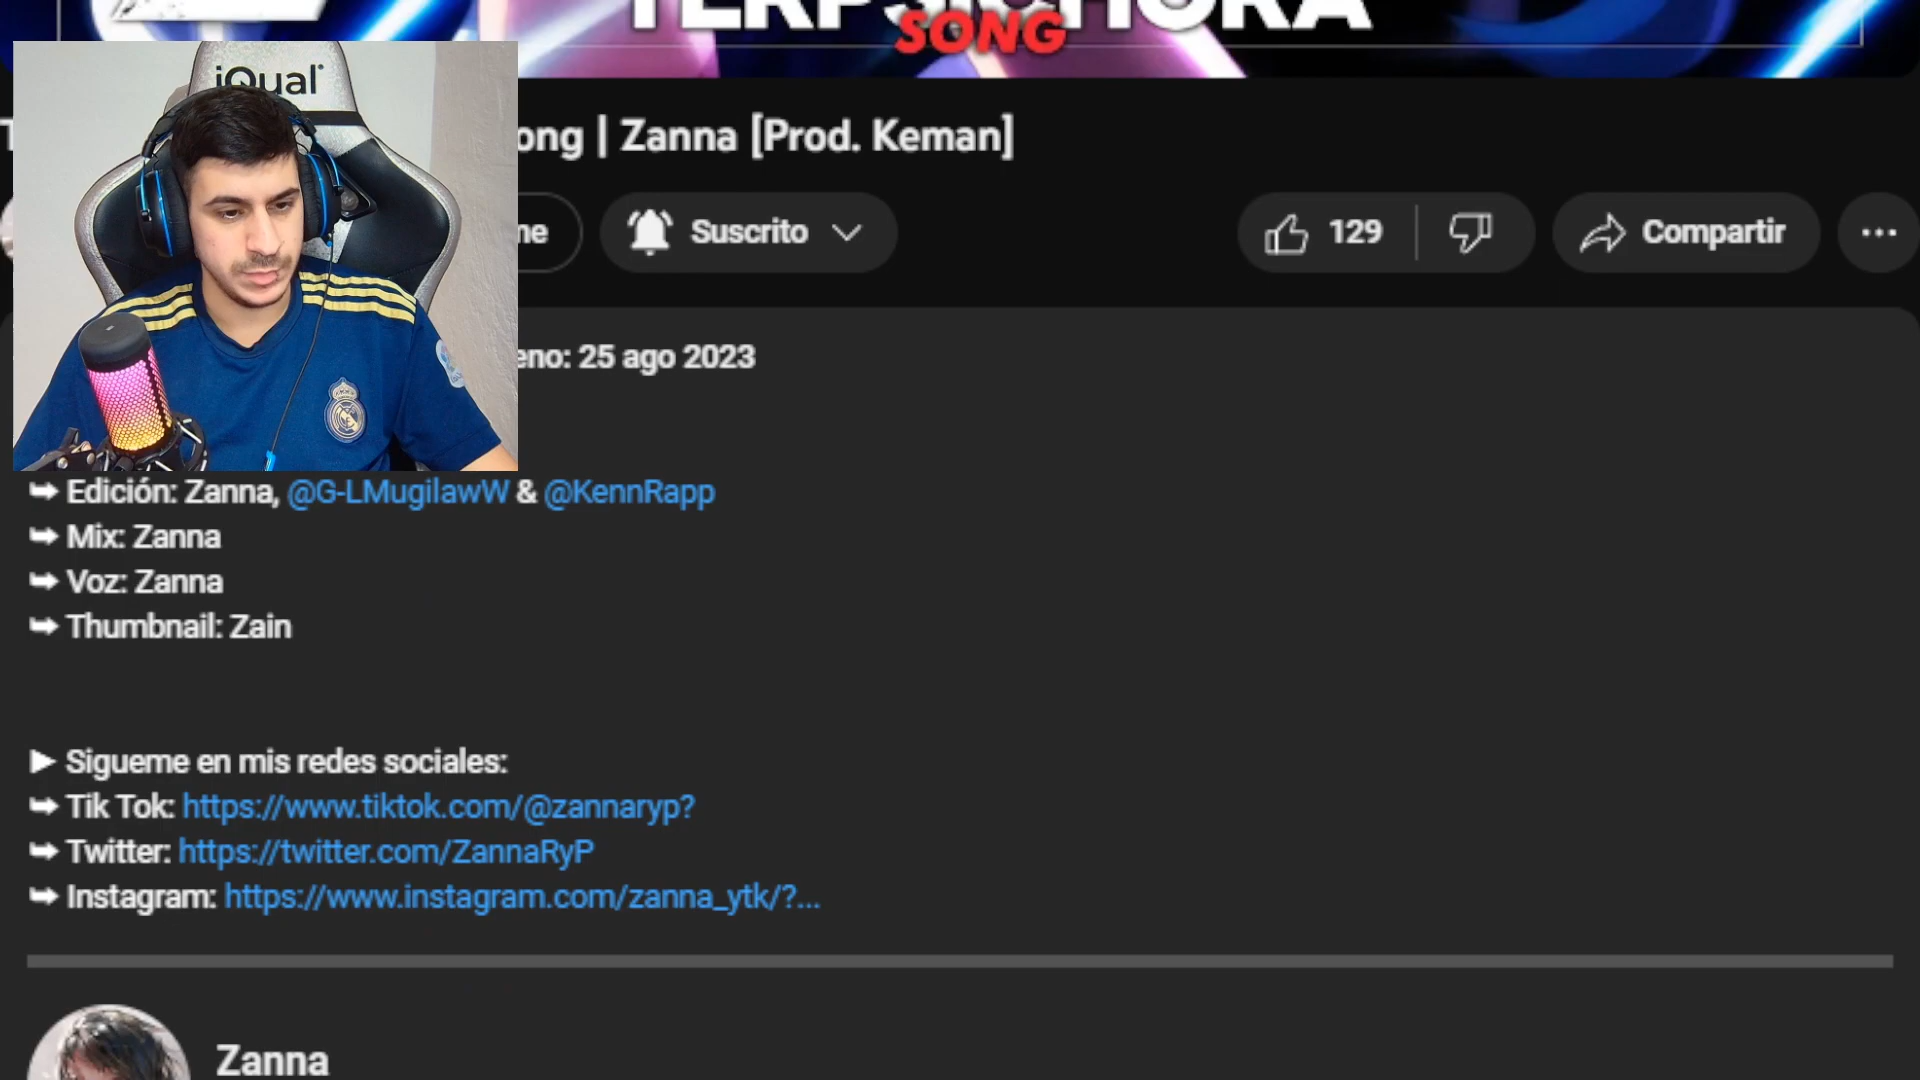 TERPSICHORA
SONG
iQual
ong | Zanna [Prod. Keman]
me
Suscrito
129
Compartir
eno: 25 ago 2023
➥ Edición: Zanna, @G-LMugilawW & @KennRapp
➥ Mix: Zanna
➥ Voz: Zanna
➥ Thumbnail: Zain
► Sigueme en mis redes sociales:
➥ Tik Tok: https://www.tiktok.com/@zannaryp?
➥ Twitter: https://twitter.com/ZannaRyP
➥ Instagram: https://www.instagram.com/zanna_ytk/?...
Zanna